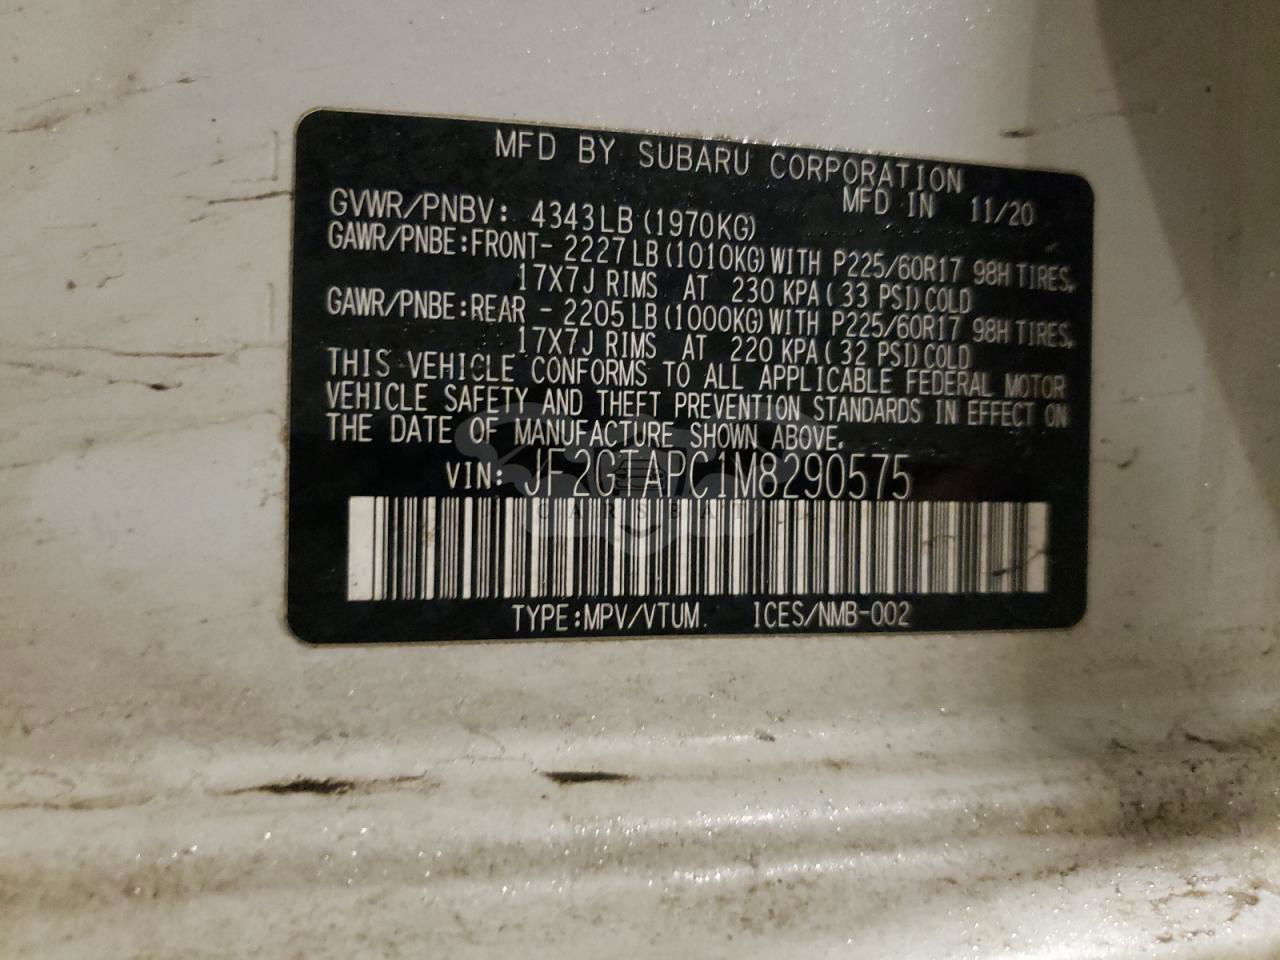 MFD BY SUBARU CORPORATION
MFD IN 11/20
GVWR/PNBV: 4343LB (1970KG)
GAWR/PNBE:FRONT- 2227LB (1010KG) WITH P225/60R17 98H TIRES,
17X7J RIMS AT 230 KPA( 33 PSI)COLD
GAWR/PNBE:REAR - 2205LB (1000KG) WITH P225/60R17 98H TIRES,
17X7J RIMS AT 220 KPA( 32 PSI)COLD
THIS VEHICLE CONFORMS TO ALL APPLICABLE FEDERAL MOTOR
VEHICLE SAFETY AND THEFT PREVENTION STANDARDS IN EFFECT ON
THE DATE OF MANUFACTURE SHOWN ABOVE.
VIN: JF2GTAPC1M8290575
CARSBAT
TYPE:MPV/VTUM. ICES/NMB-002